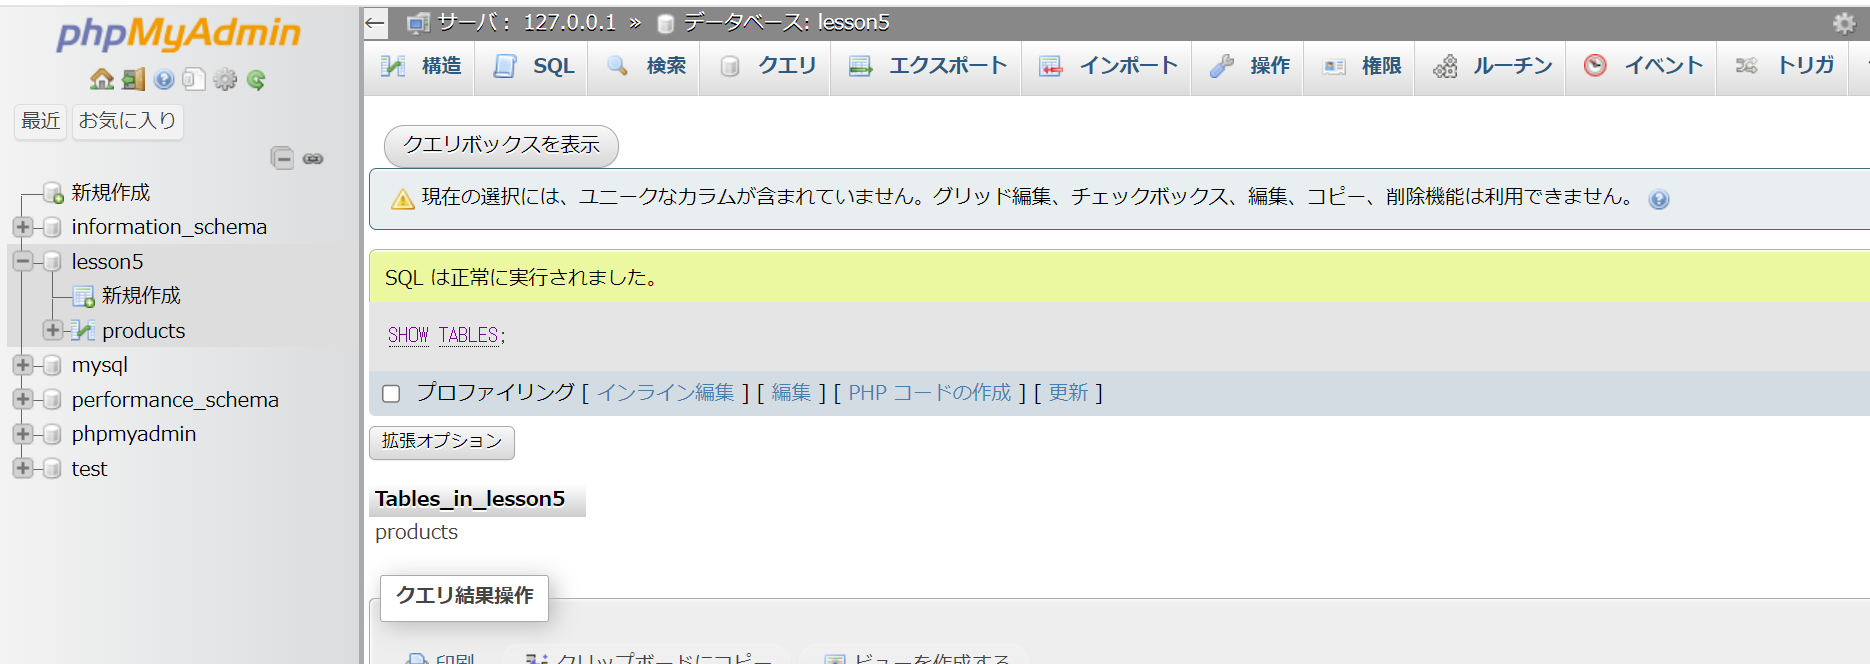 phpMyAdmin
最近 お気に入り
新規作成
information_schema
lesson5
新規作成
products
mysql
performance_schema
phpmyadmin
test
サーバ： 127.0.0.1 » データベース: lesson5
構造 SQL 検索 クエリ エクスポート インポート 操作 権限 ルーチン イベント トリガ
クエリボックスを表示
現在の選択には、ユニークなカラムが含まれていません。グリッド編集、チェックボックス、編集、コピー、削除機能は利用できません。
SQL は正常に実行されました。
SHOW TABLES;
プロファイリング [ インライン編集 ] [ 編集 ] [ PHP コードの作成 ] [ 更新 ]
拡張オプション
Tables_in_lesson5
products
クエリ結果操作
印刷 クリップボードにコピー ビューを作成する